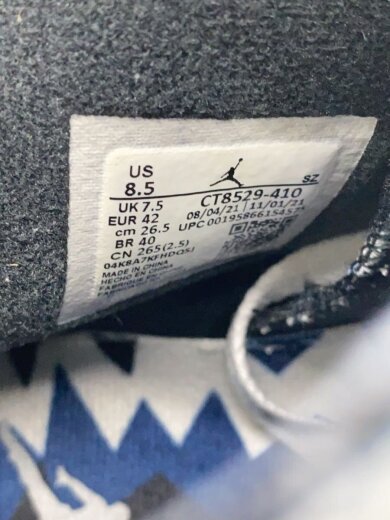 US
8.5
UK 7.5
EUR 42
cm 26.5
BR 40
CN 265(2.5)
MADE IN CHINA
SZ
CT8529-410
08/04/21 11/01/21